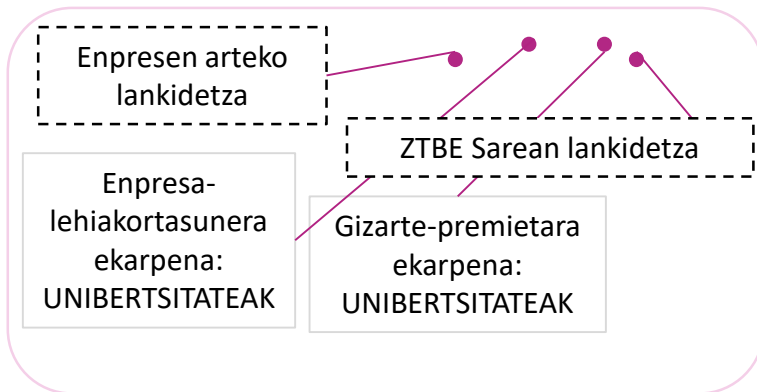 Enpresen arteko
lankidetza
ZTBE Sarean lankidetza
Enpresa-
lehiakortasunera
ekarpena:
UNIBERTSITATEAK
Gizarte-premietara
ekarpena:
UNIBERTSITATEAK